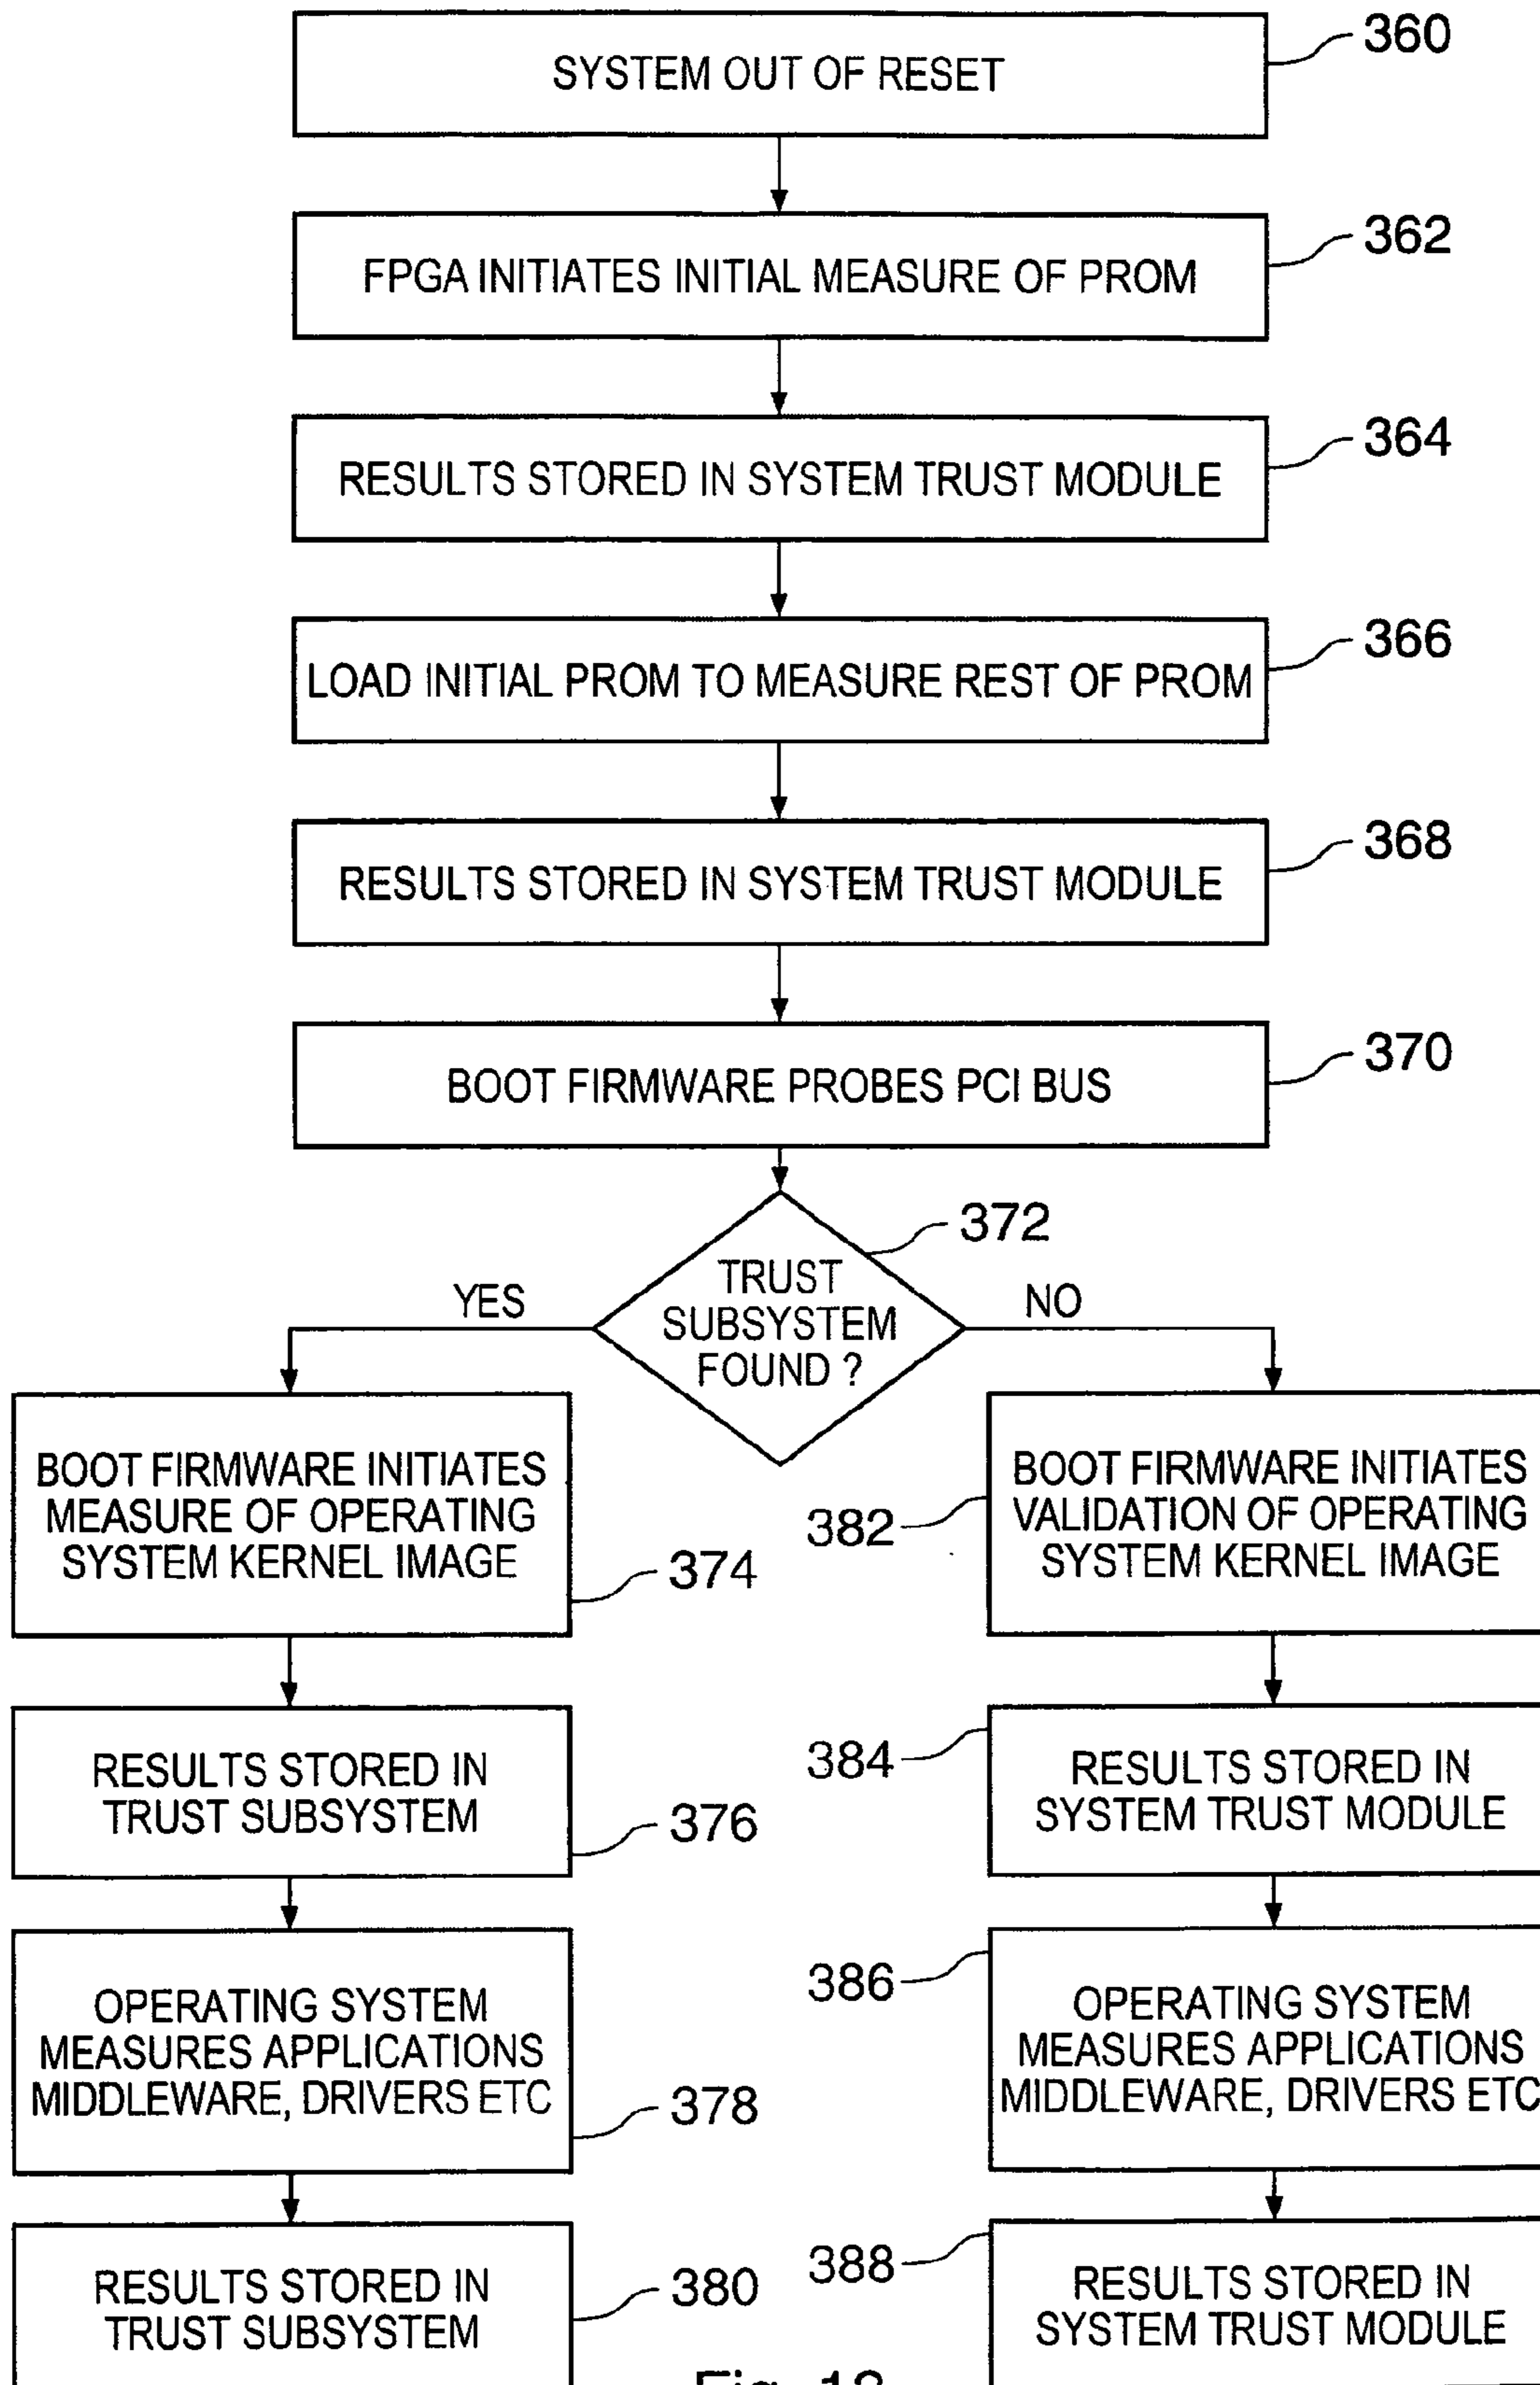 SYSTEM OUT OF RESET
360
FPGA INITIATES INITIAL MEASURE OF PROM
362
RESULTS STORED IN SYSTEM TRUST MODULE
364
LOAD INITIAL PROM TO MEASURE REST OF PROM
366
RESULTS STORED IN SYSTEM TRUST MODULE
368
BOOT FIRMWARE PROBES PCI BUS
370
372
TRUST
SUBSYSTEM
FOUND ?
YES
NO
BOOT FIRMWARE INITIATES
MEASURE OF OPERATING
SYSTEM KERNEL IMAGE
374
382
BOOT FIRMWARE INITIATES
VALIDATION OF OPERATING
SYSTEM KERNEL IMAGE
RESULTS STORED IN
TRUST SUBSYSTEM
376
384
RESULTS STORED IN
SYSTEM TRUST MODULE
OPERATING SYSTEM
MEASURES APPLICATIONS
MIDDLEWARE, DRIVERS ETC
378
386
OPERATING SYSTEM
MEASURES APPLICATIONS
MIDDLEWARE, DRIVERS ETC
RESULTS STORED IN
TRUST SUBSYSTEM
380
388
RESULTS STORED IN
SYSTEM TRUST MODULE
Fig.